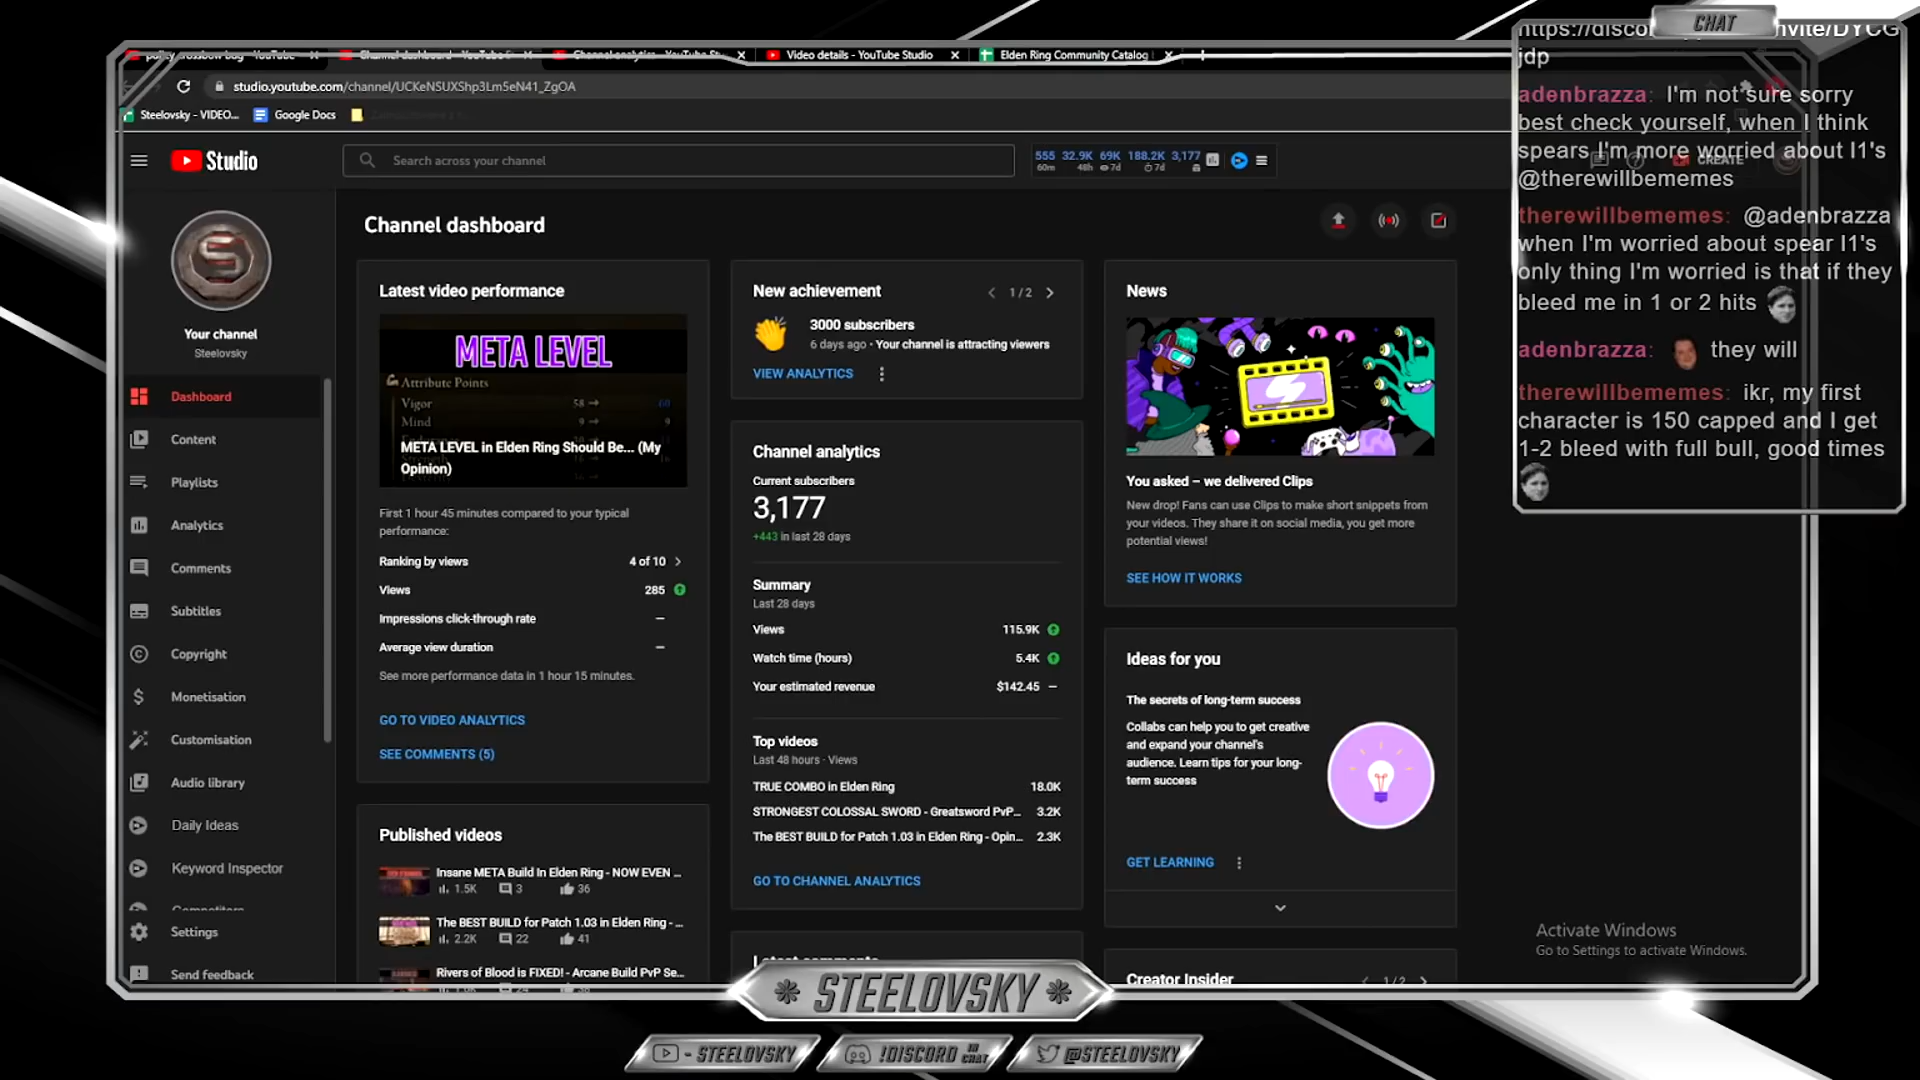 CHAT
Video details - YouTube Studio
Elden Ring Community Catalog
studio.youtube.com/channel/UCKeNSUXShp3Lm5eN41_ZgOA
Steelovsky - VIDEO...
Google Docs
Studio
Search across your channel
555 32.9K 69K 188.2K 3,177
60m 48h 7d 7d
CREATE
Your channel
Steelovsky
Dashboard
Content
Playlists
Analytics
Comments
Subtitles
Copyright
Monetisation
Customisation
Audio library
Daily Ideas
Keyword Inspector
Settings
Send feedback
Channel dashboard
Latest video performance
META LEVEL
Attribute Points
Vigor 58 → 60
Mind 9 → 9
META LEVEL in Elden Ring Should Be... (My
Opinion)
First 1 hour 45 minutes compared to your typical
performance:
Ranking by views 4 of 10
Views 285
Impressions click-through rate —
Average view duration —
See more performance data in 1 hour 15 minutes.
GO TO VIDEO ANALYTICS
SEE COMMENTS (5)
Published videos
Insane META Build In Elden Ring - NOW EVEN ...
1.5K 3 36
The BEST BUILD for Patch 1.03 in Elden Ring - ...
2.2K 22 41
Rivers of Blood is FIXED! - Arcane Build PvP Se...
New achievement
1 / 2
3000 subscribers
6 days ago • Your channel is attracting viewers
VIEW ANALYTICS
Channel analytics
Current subscribers
3,177
+443 in last 28 days
Summary
Last 28 days
Views 115.9K
Watch time (hours) 5.4K
Your estimated revenue $142.45 —
Top videos
Last 48 hours · Views
TRUE COMBO in Elden Ring 18.0K
STRONGEST COLOSSAL SWORD - Greatsword PvP... 3.2K
The BEST BUILD for Patch 1.03 in Elden Ring - Opin... 2.3K
GO TO CHANNEL ANALYTICS
Latest comments
News
You asked – we delivered Clips
New drop! Fans can use Clips to make short snippets from
your videos. They share it on social media, you get more
potential views!
SEE HOW IT WORKS
Ideas for you
The secrets of long-term success
Collabs can help you to get creative
and expand your channel's
audience. Learn tips for your long-
term success
GET LEARNING
Creator Insider
1 / 2
jdp
adenbrazza: I'm not sure sorry
best check yourself, when I think
spears I'm more worried about I1's
@therewillbememes
therewillbememes: @adenbrazza
when I'm worried about spear I1's
only thing I'm worried is that if they
bleed me in 1 or 2 hits
adenbrazza: they will
therewillbememes: ikr, my first
character is 150 capped and I get
1-2 bleed with full bull, good times
Activate Windows
Go to Settings to activate Windows.
STEELOVSKY
- STEELOVSKY
!DISCORD IN CHAT
@STEELOVSKY